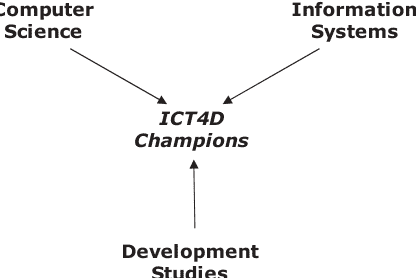 Computer
Science
Information
Systems
ICT4D
Champions
Development
Studies